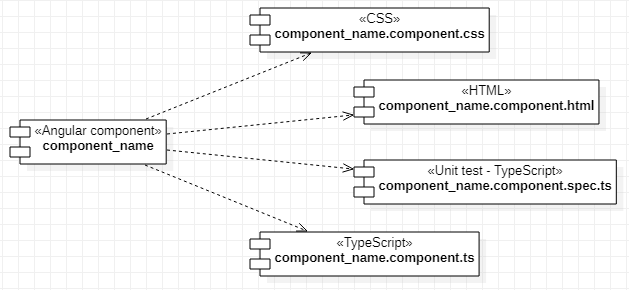 «CSS»
component_name.component.css
«HTML»
component_name.component.html
«Angular component»
component_name
«Unit test - TypeScript»
component_name.component.spec.ts
«TypeScript»
component_name.component.ts